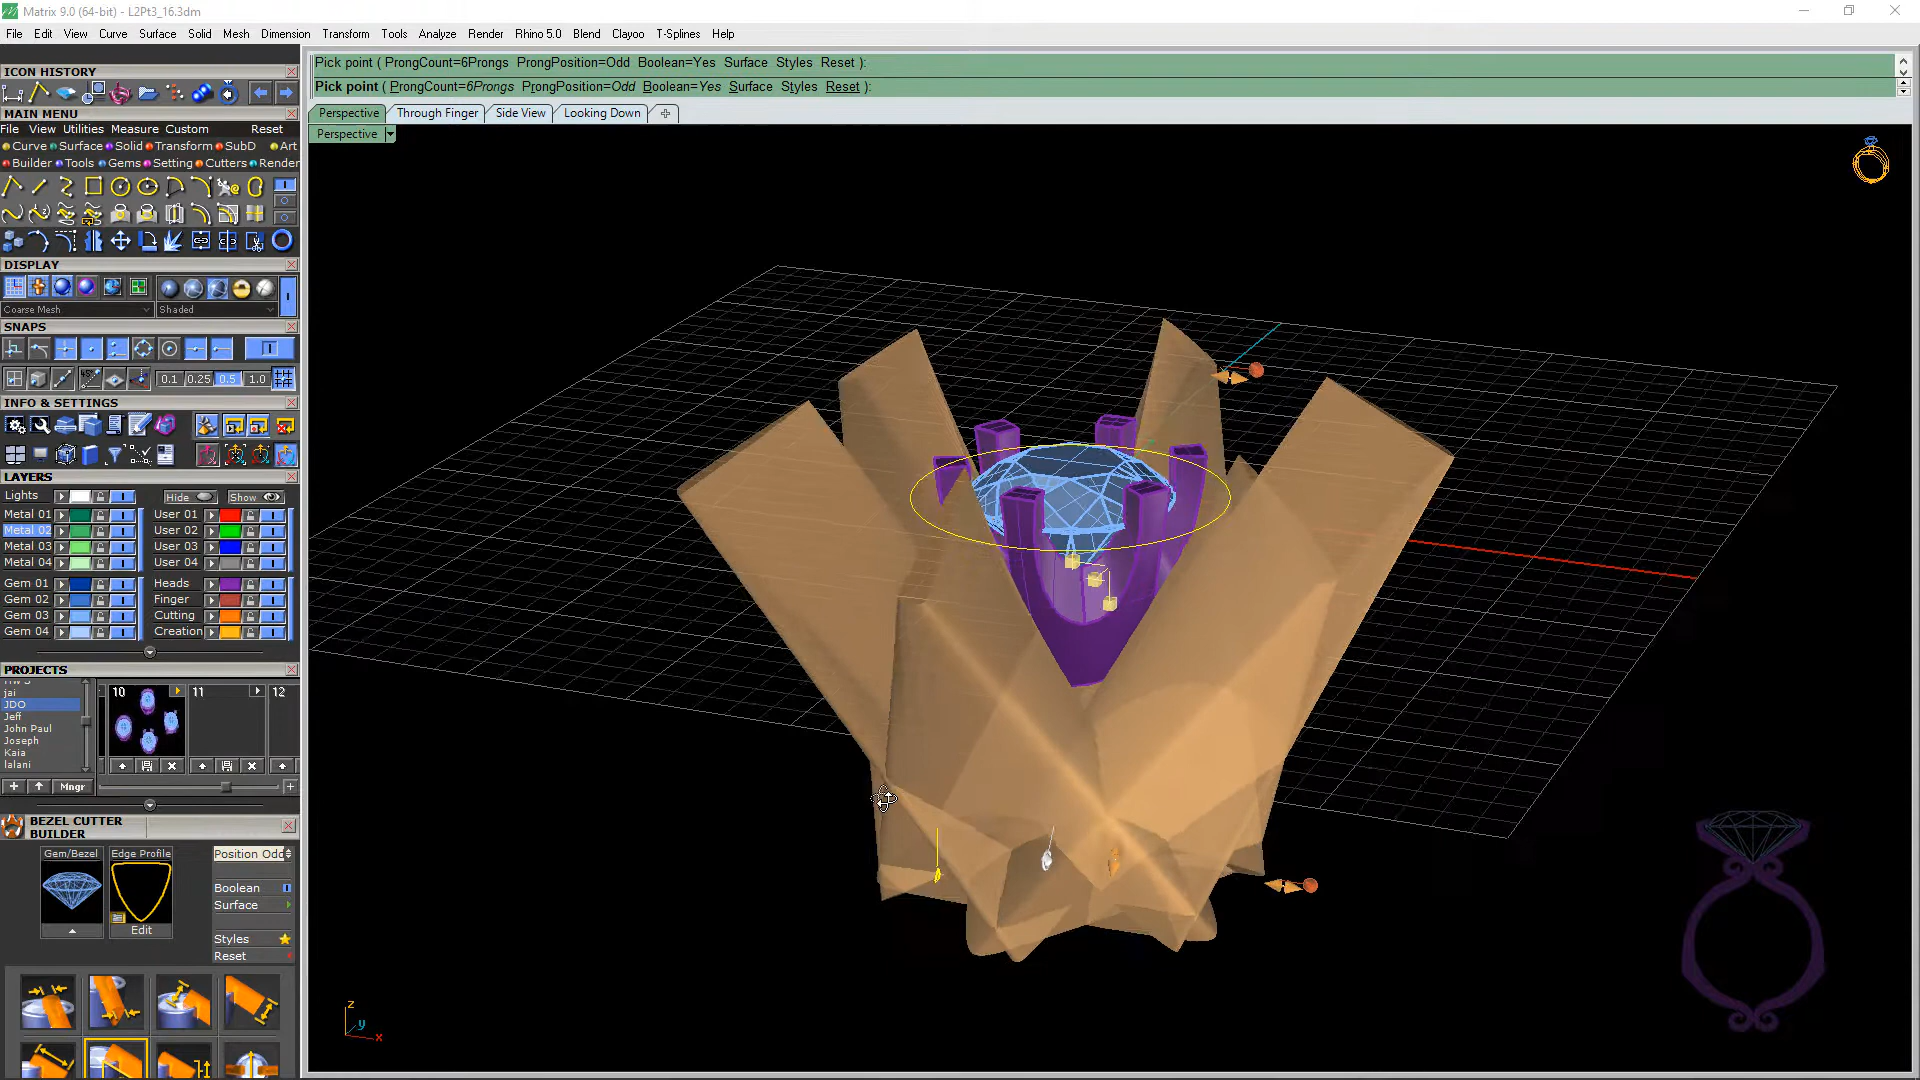 Matrix 9.0 (64-bit) - L2Pt3_16.3dm
File Edit View Curve Surface Solid Mesh Dimension Transform Tools Analyze Render Rhino 5.0 Blend Clayoo T-Splines Help
Pick point ( ProngCount=6Prongs ProngPosition=Odd Boolean=Yes Surface Styles Reset ):
Pick point ( ProngCount=6Prongs ProngPosition=Odd Boolean=Yes Surface Styles Reset ):
Perspective Through Finger Side View Looking Down
Perspective
ICON HISTORY
MAIN MENU
File View Utilities Measure Custom Reset
Curve Surface Solid Transform SubD Art
Builder Tools Gems Setting Cutters Render
DISPLAY
Coarse Mesh Shaded
SNAPS
0.1 0.25 0.5 1.0
INFO & SETTINGS
LAYERS
Lights Hide Show
Metal 01 User 01
Metal 02 User 02
Metal 03 User 03
Metal 04 User 04
Gem 01 Heads
Gem 02 Finger
Gem 03 Cutting
Gem 04 Creation
PROJECTS
jai
JDO
Jeff
John Paul
Joseph
Kaia
lalani
10 11 12
Mngr
BEZEL CUTTER BUILDER
Gem/Bezel Edge Profile Position Odd
Boolean
Surface
Edit
Styles
Reset
z
y
x